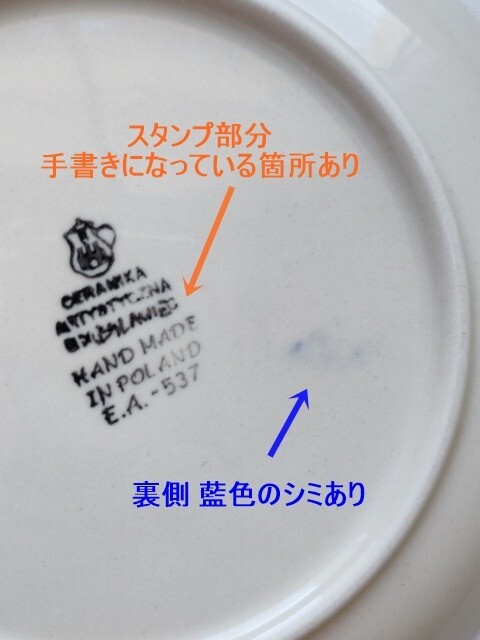 スタンプ部分
手書きになっている箇所あり
CERAMIKA
ARTYSTYCZNA
HAND MADE
IN POLAND
E.A.-537
裏側 藍色のシミあり